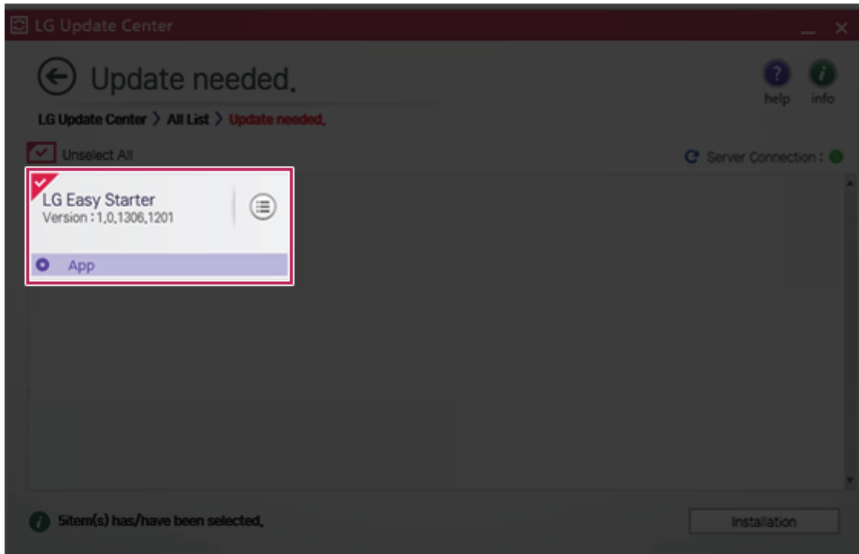 LG Update Center
Update needed.
help info
LG Update Center > All List > Update needed.
Unselect All
Server Connection :
LG Easy Starter
Version : 1.0.1306.1201
App
5item(s) has/have been selected.
Installation